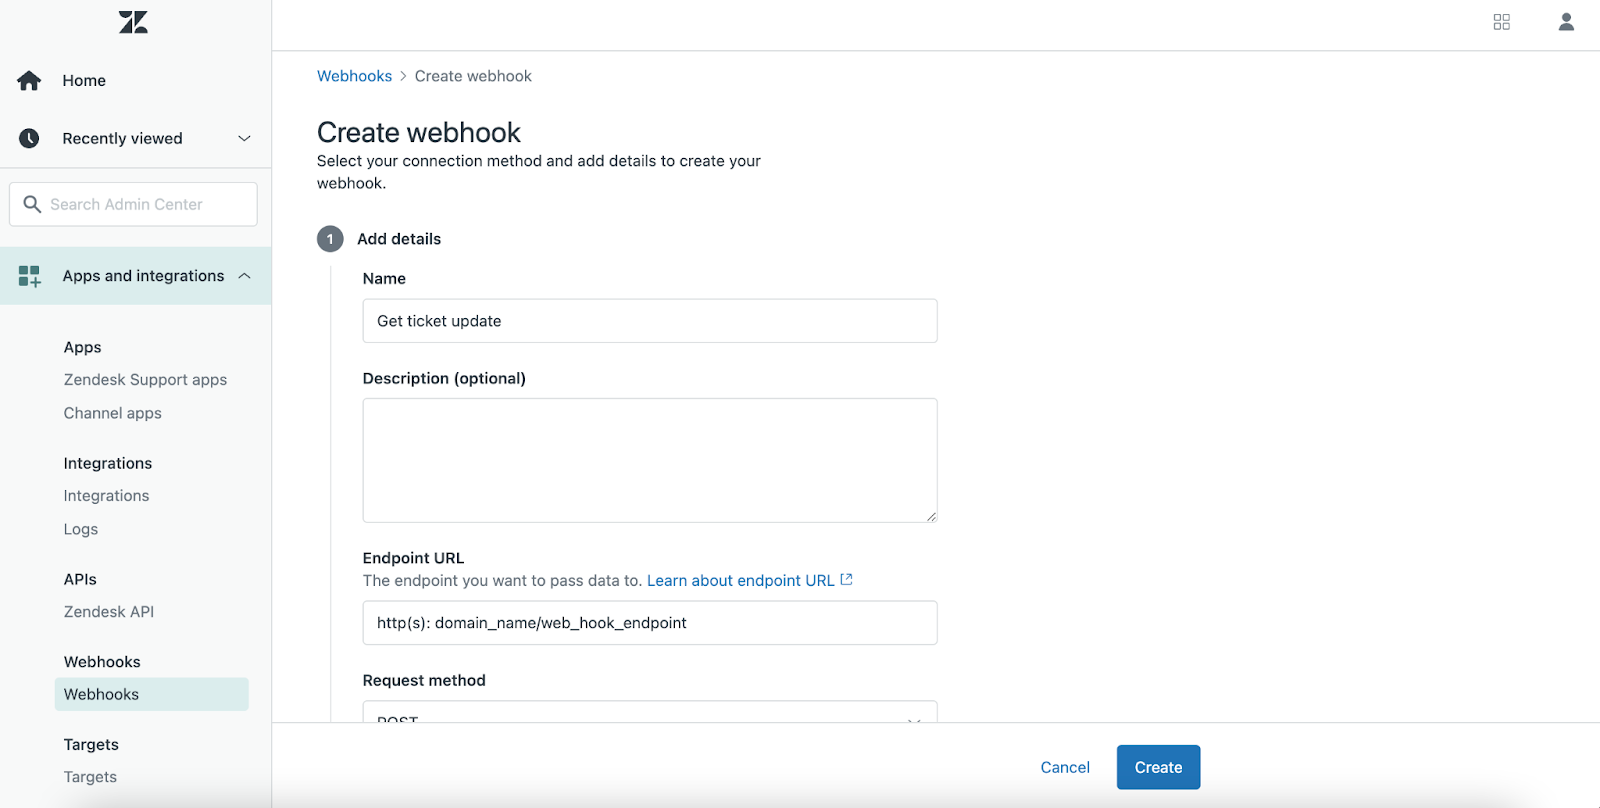 Home
Recently viewed
Search Admin Center
Apps and integrations
Apps
Zendesk Support apps
Channel apps
Integrations
Integrations
Logs
APIs
Zendesk API
Webhooks
Webhooks
Targets
Targets
Webhooks > Create webhook
Create webhook
Select your connection method and add details to create your
webhook.
1 Add details
Name
Get ticket update
Description (optional)
Endpoint URL
The endpoint you want to pass data to. Learn about endpoint URL
http(s): domain_name/web_hook_endpoint
Request method
POST
Cancel
Create